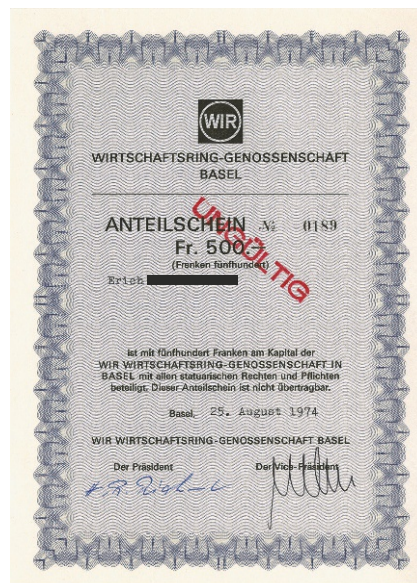 WIR
WIRTSCHAFTSRING-GENOSSENSCHAFT
BASEL
ANTEILSCHEIN № 0189
UNGÜLTIG
Fr. 500.–
(Franken fünfhundert)
Erich
ist mit fünfhundert Franken am Kapital der
WIR WIRTSCHAFTSRING-GENOSSENSCHAFT IN
BASEL mit allen statuarischen Rechten und Pflichten
beteiligt. Dieser Anteilschein ist nicht übertragbar.
Basel, 25. August 1974
WIR WIRTSCHAFTSRING-GENOSSENSCHAFT BASEL
Der Präsident Der Vice-Präsident